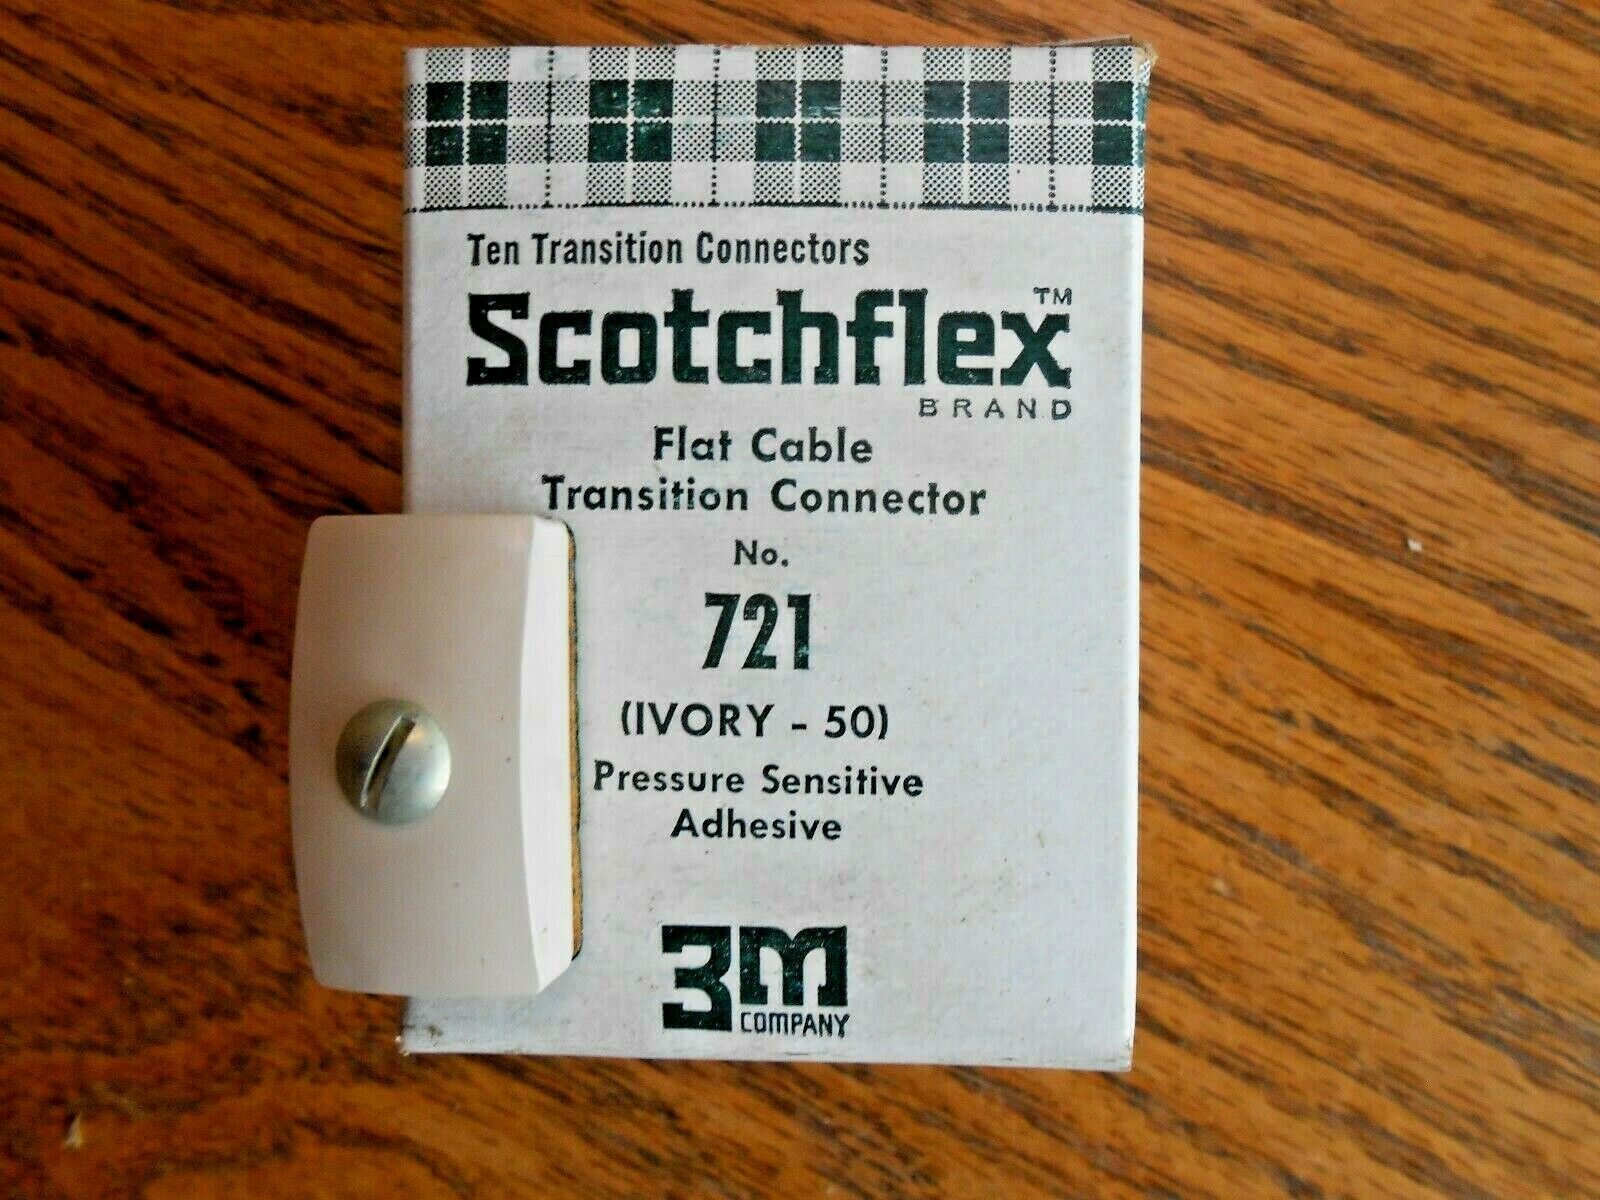 Ten Transition Connectors
Scotchflex™
BRAND
Flat Cable
Transition Connector
No.
721
(IVORY - 50)
Pressure Sensitive
Adhesive
3M
COMPANY